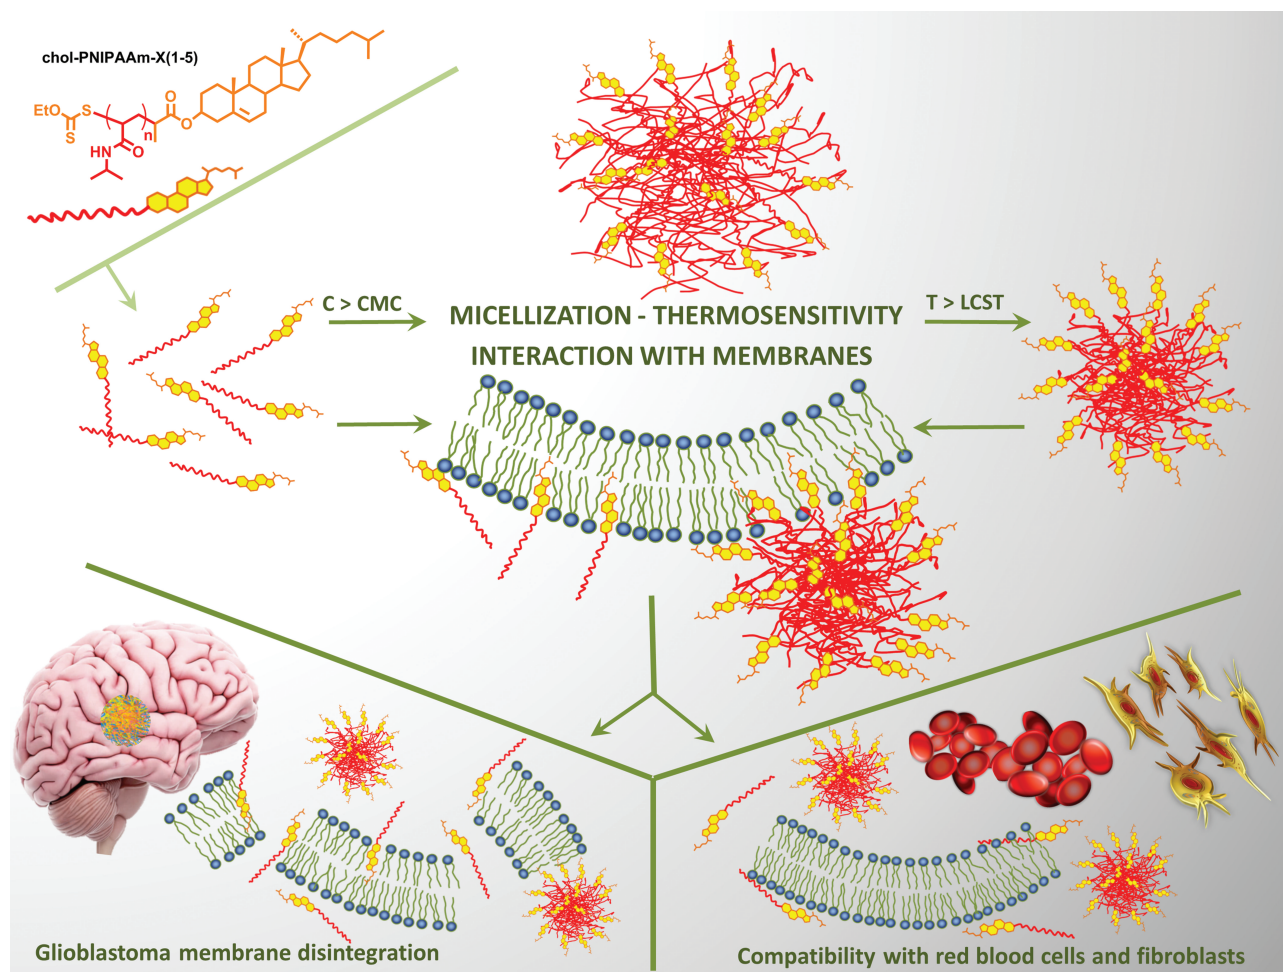 chol-PNIPAAm-X(1-5)
EtO
S
S
n
O
O
HN
O
C > CMC
MICELLIZATION - THERMOSENSITIVITY
T > LCST
INTERACTION WITH MEMBRANES
Glioblastoma membrane disintegration
Compatibility with red blood cells and fibroblasts